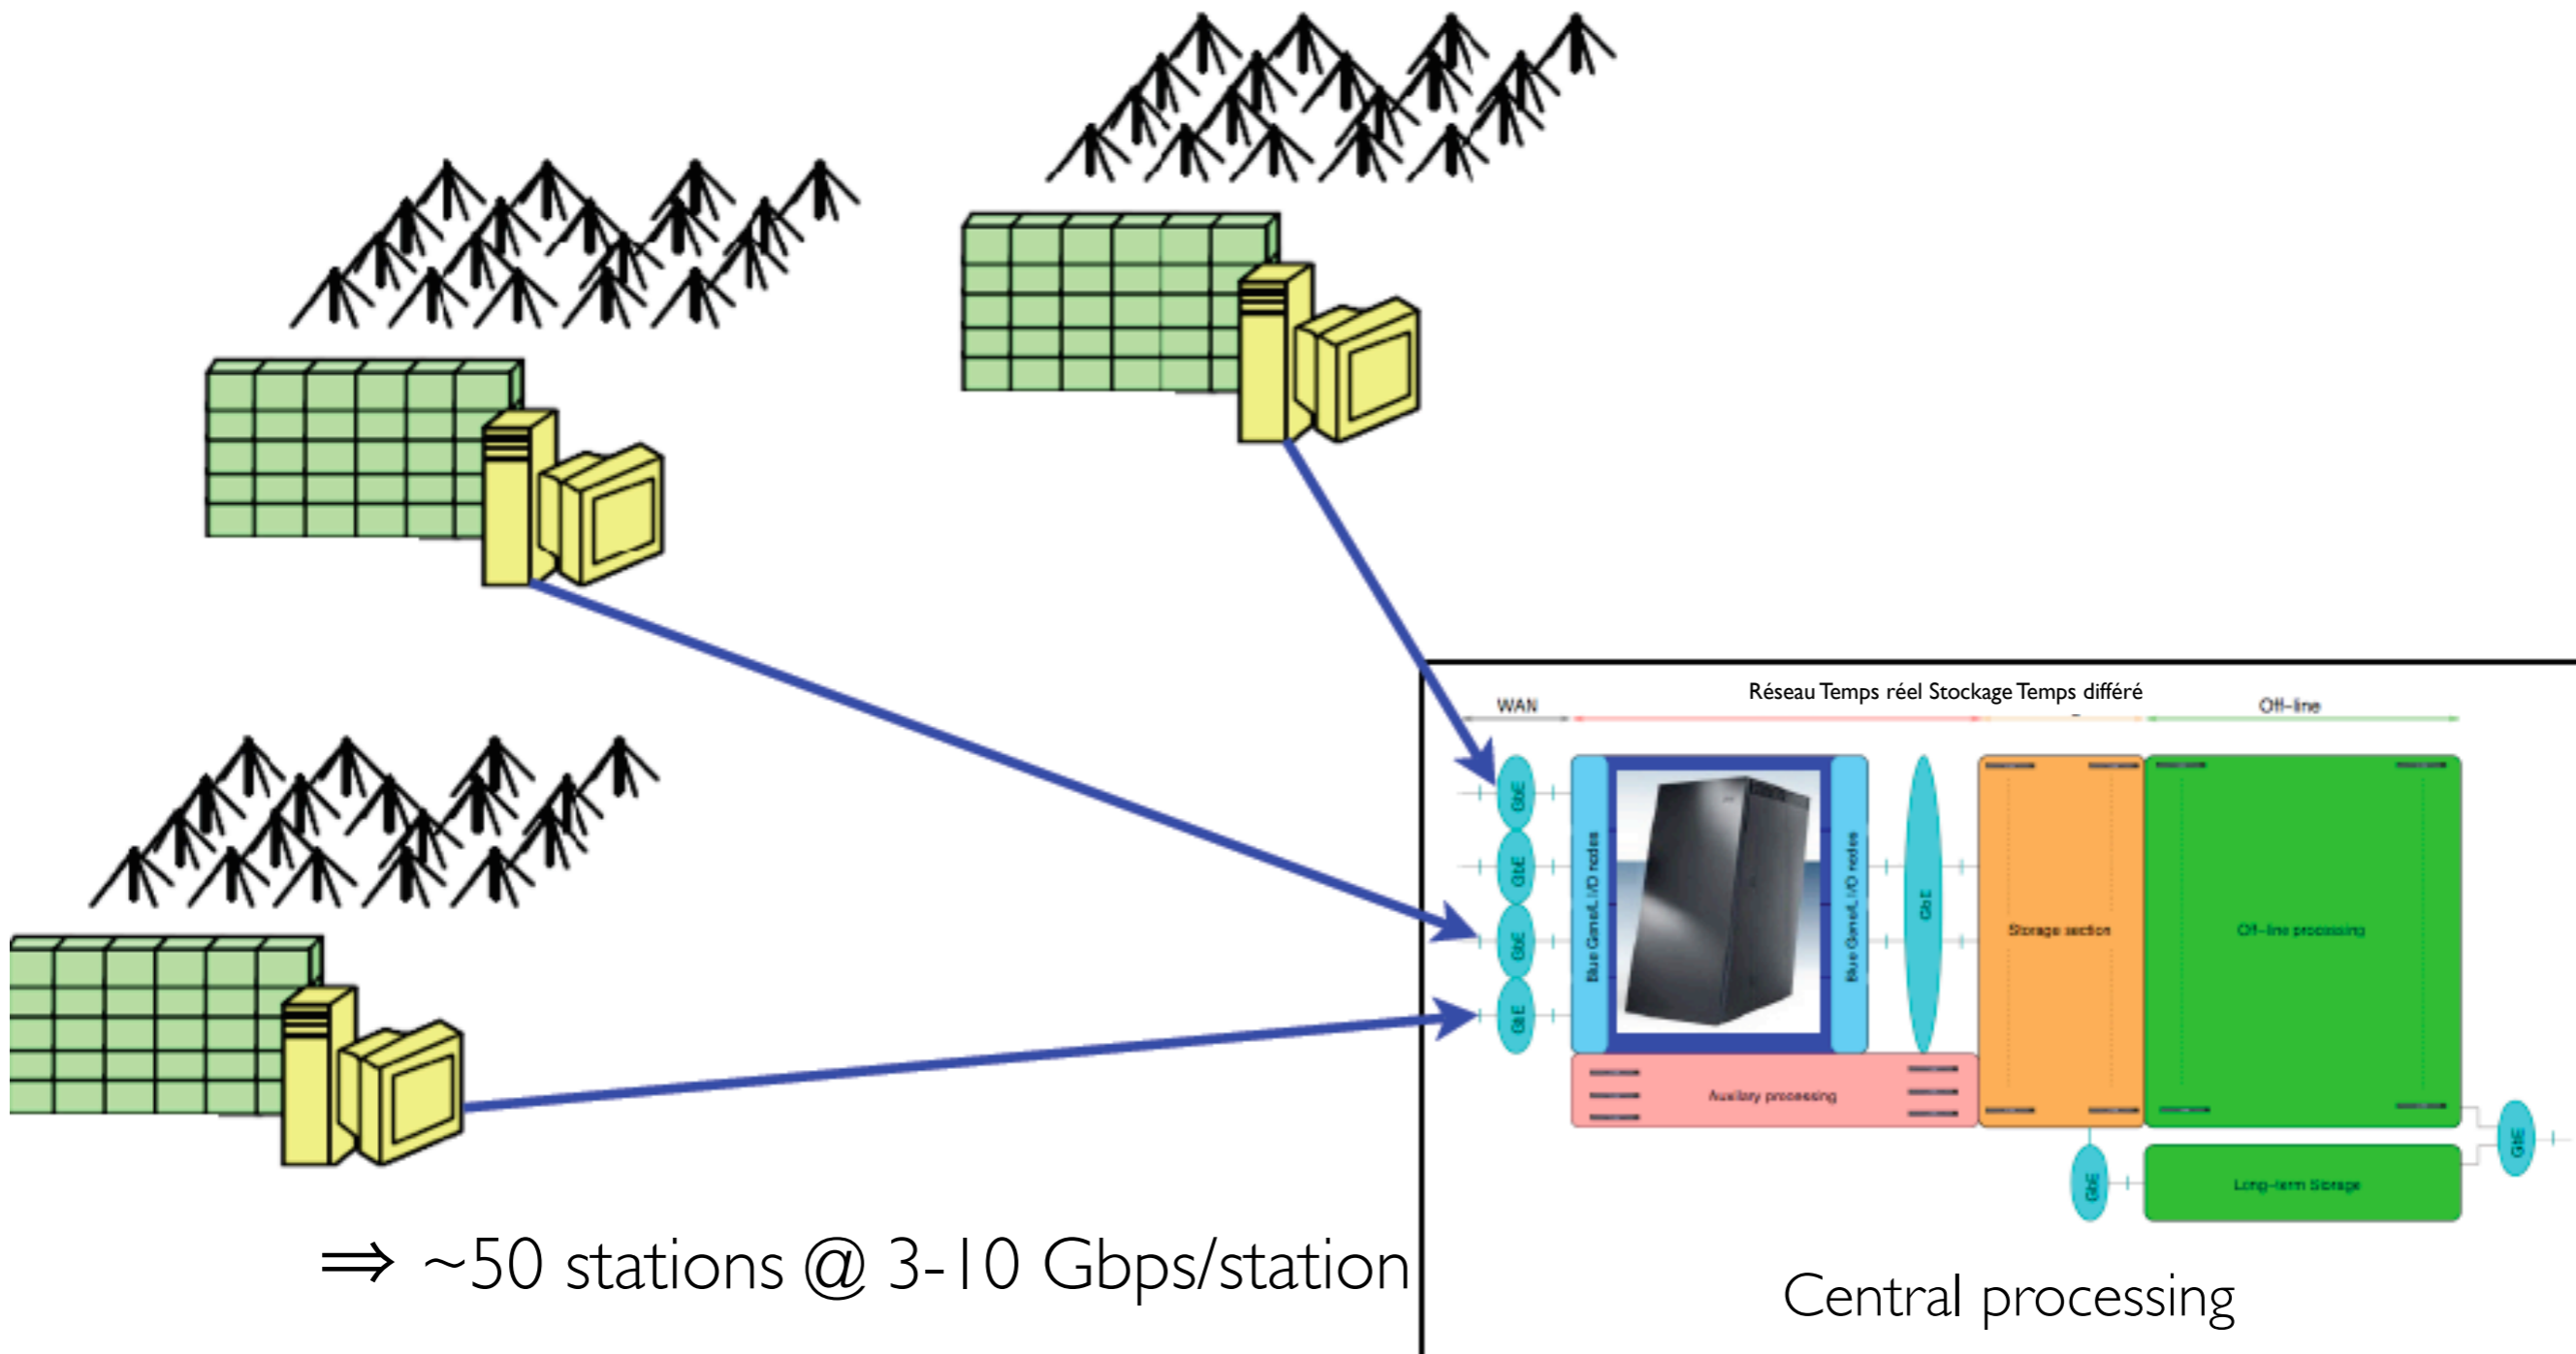 Réseau Temps réel Stockage Temps différé
WAN
Off-line
GbE
GbE
GbE
GbE
Blue Gene/L I/O nodes
Blue Gene/L I/O nodes
GbE
Storage section
Off-line processing
Auxiliary processing
GbE
GbE
Long-term Storage
⇒ ~50 stations @ 3-10 Gbps/station
Central processing